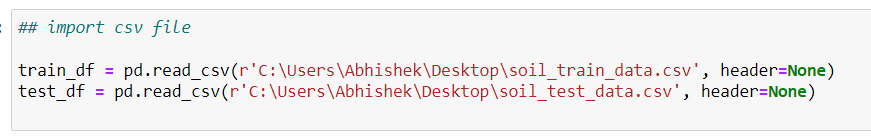 ## import csv file
train_df = pd.read_csv(r'C:\Users\Abhishek\Desktop\soil_train_data.csv', header=None)
test_df = pd.read_csv(r'C:\Users\Abhishek\Desktop\soil_test_data.csv', header=None)